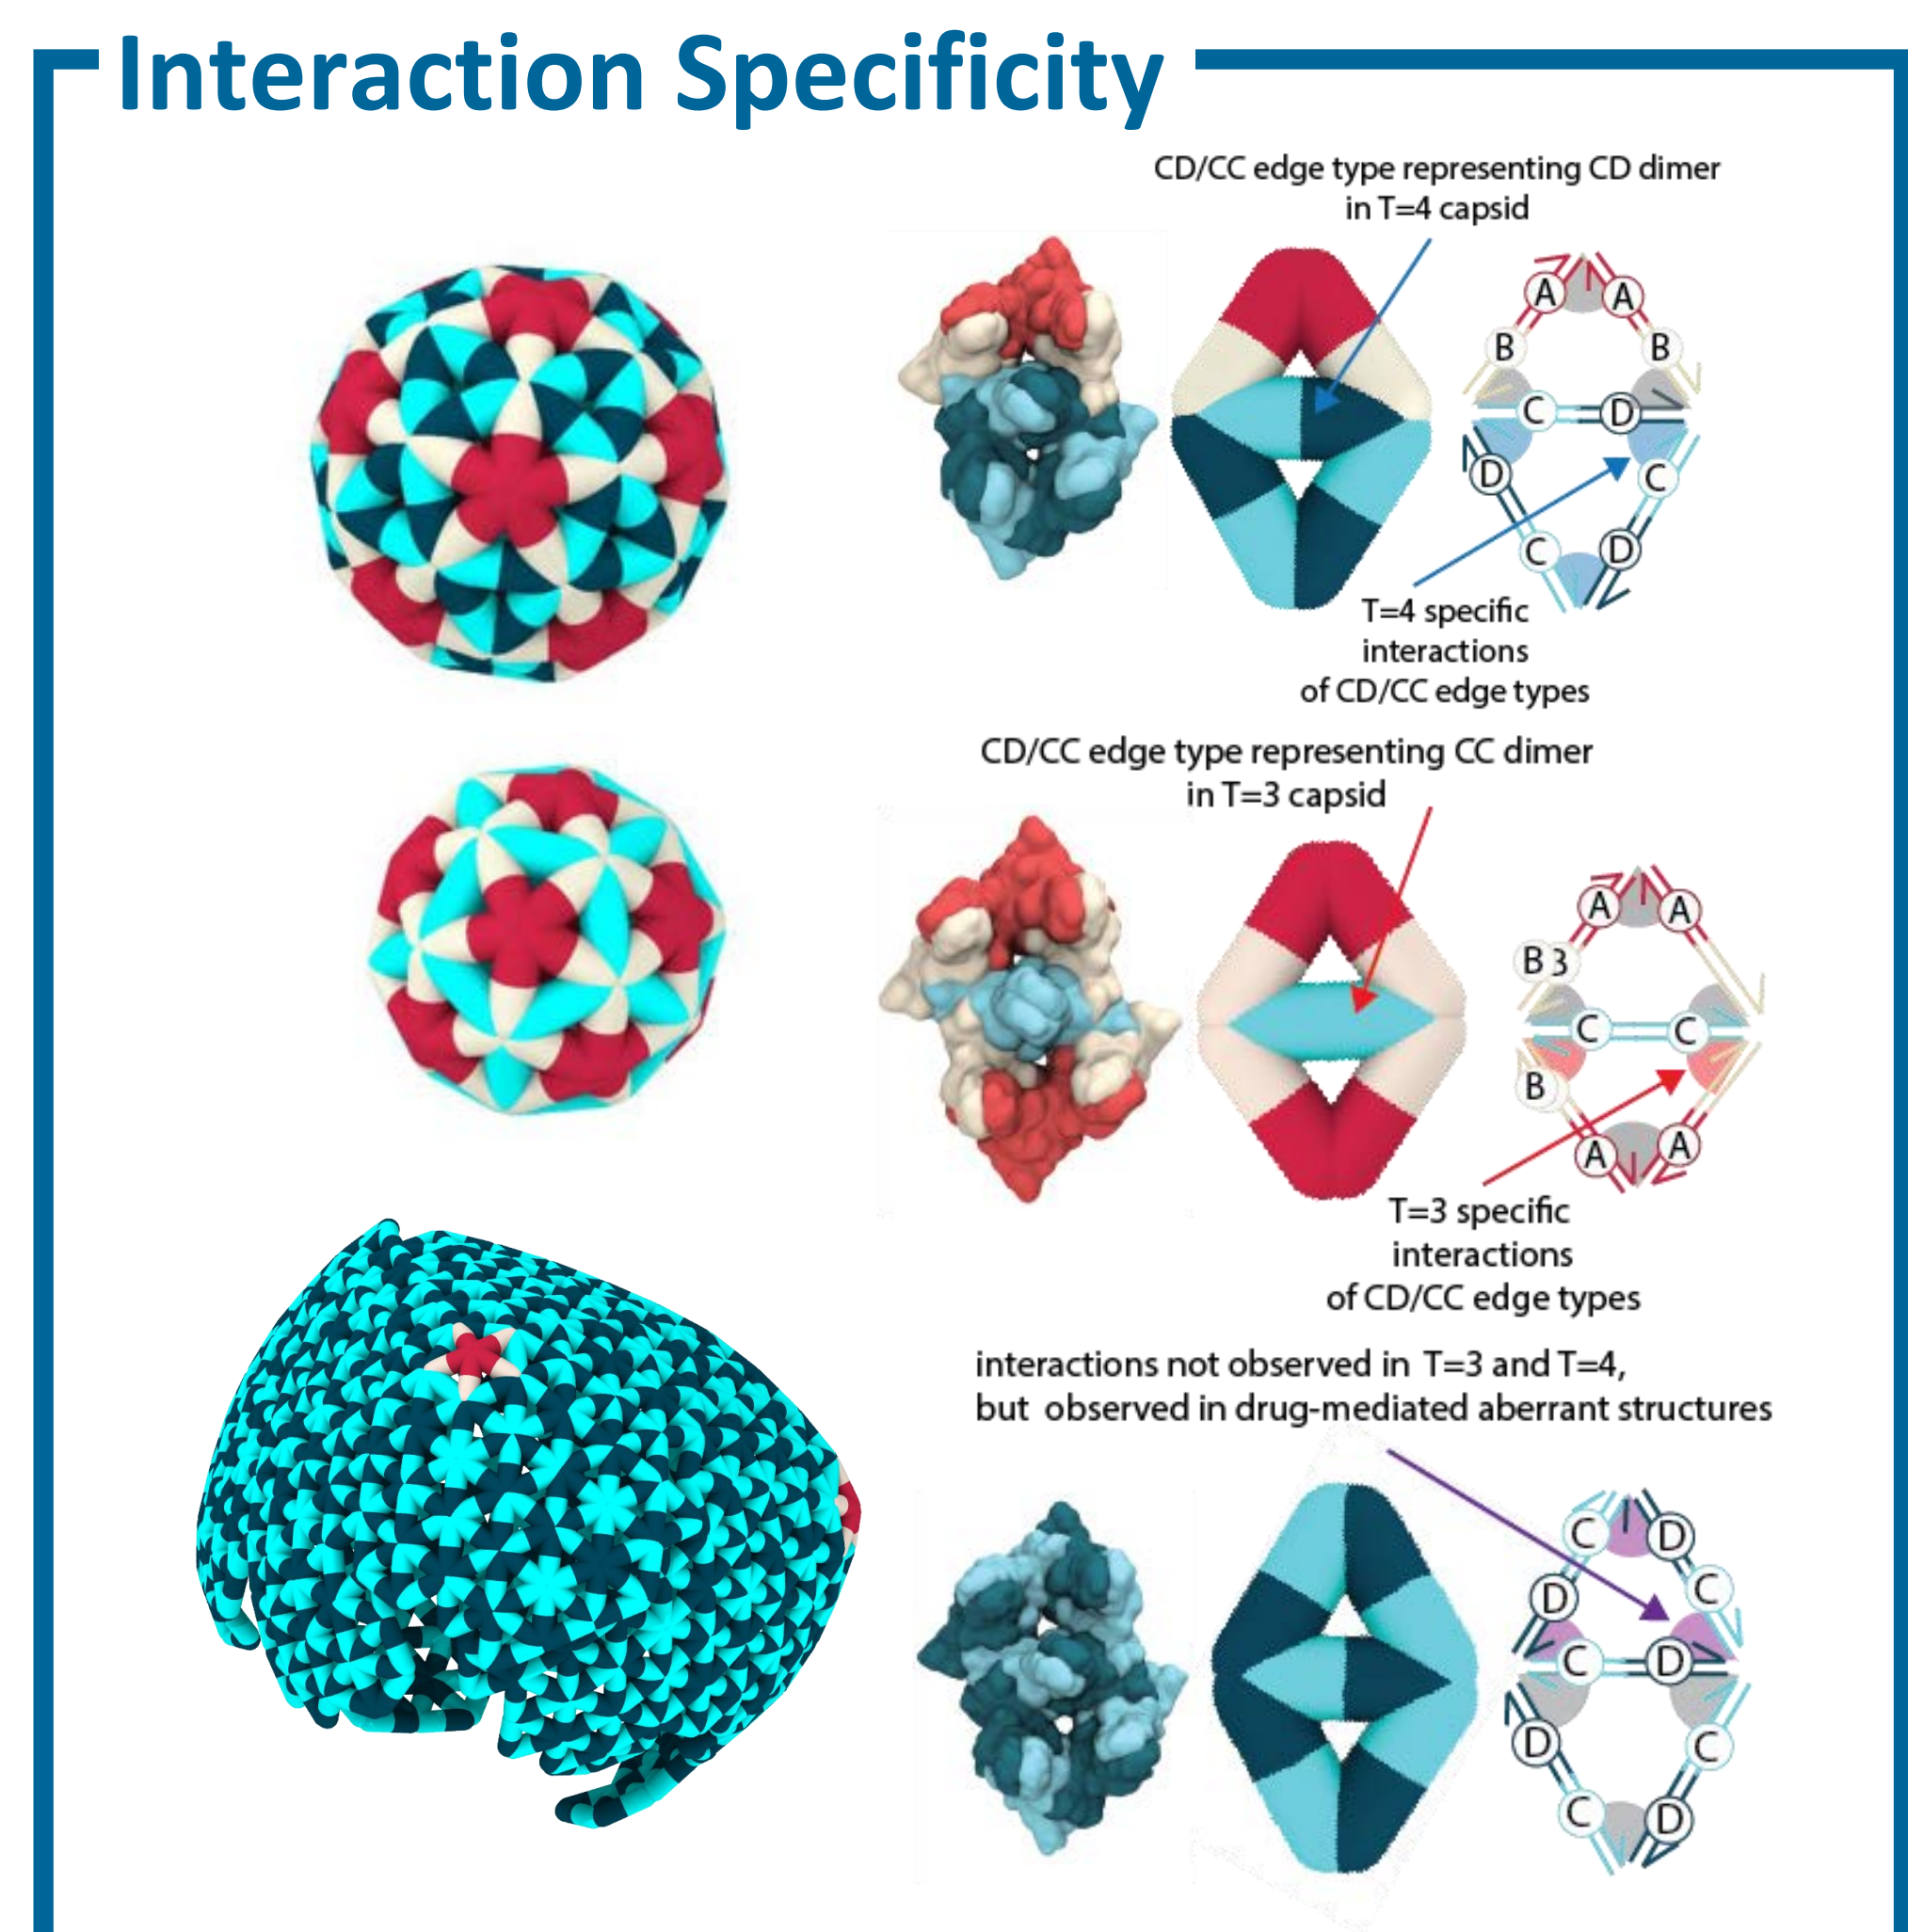 Interaction Specificity
CD/CC edge type representing CD dimer
in T=4 capsid
A A
B B
C D
D C
C D
T=4 specific
interactions
of CD/CC edge types
CD/CC edge type representing CC dimer
in T=3 capsid
A A
B 3
C C
B
A A
T=3 specific
interactions
of CD/CC edge types
interactions not observed in T=3 and T=4,
but observed in drug-mediated aberrant structures
C D
D C
C D
D C
C D